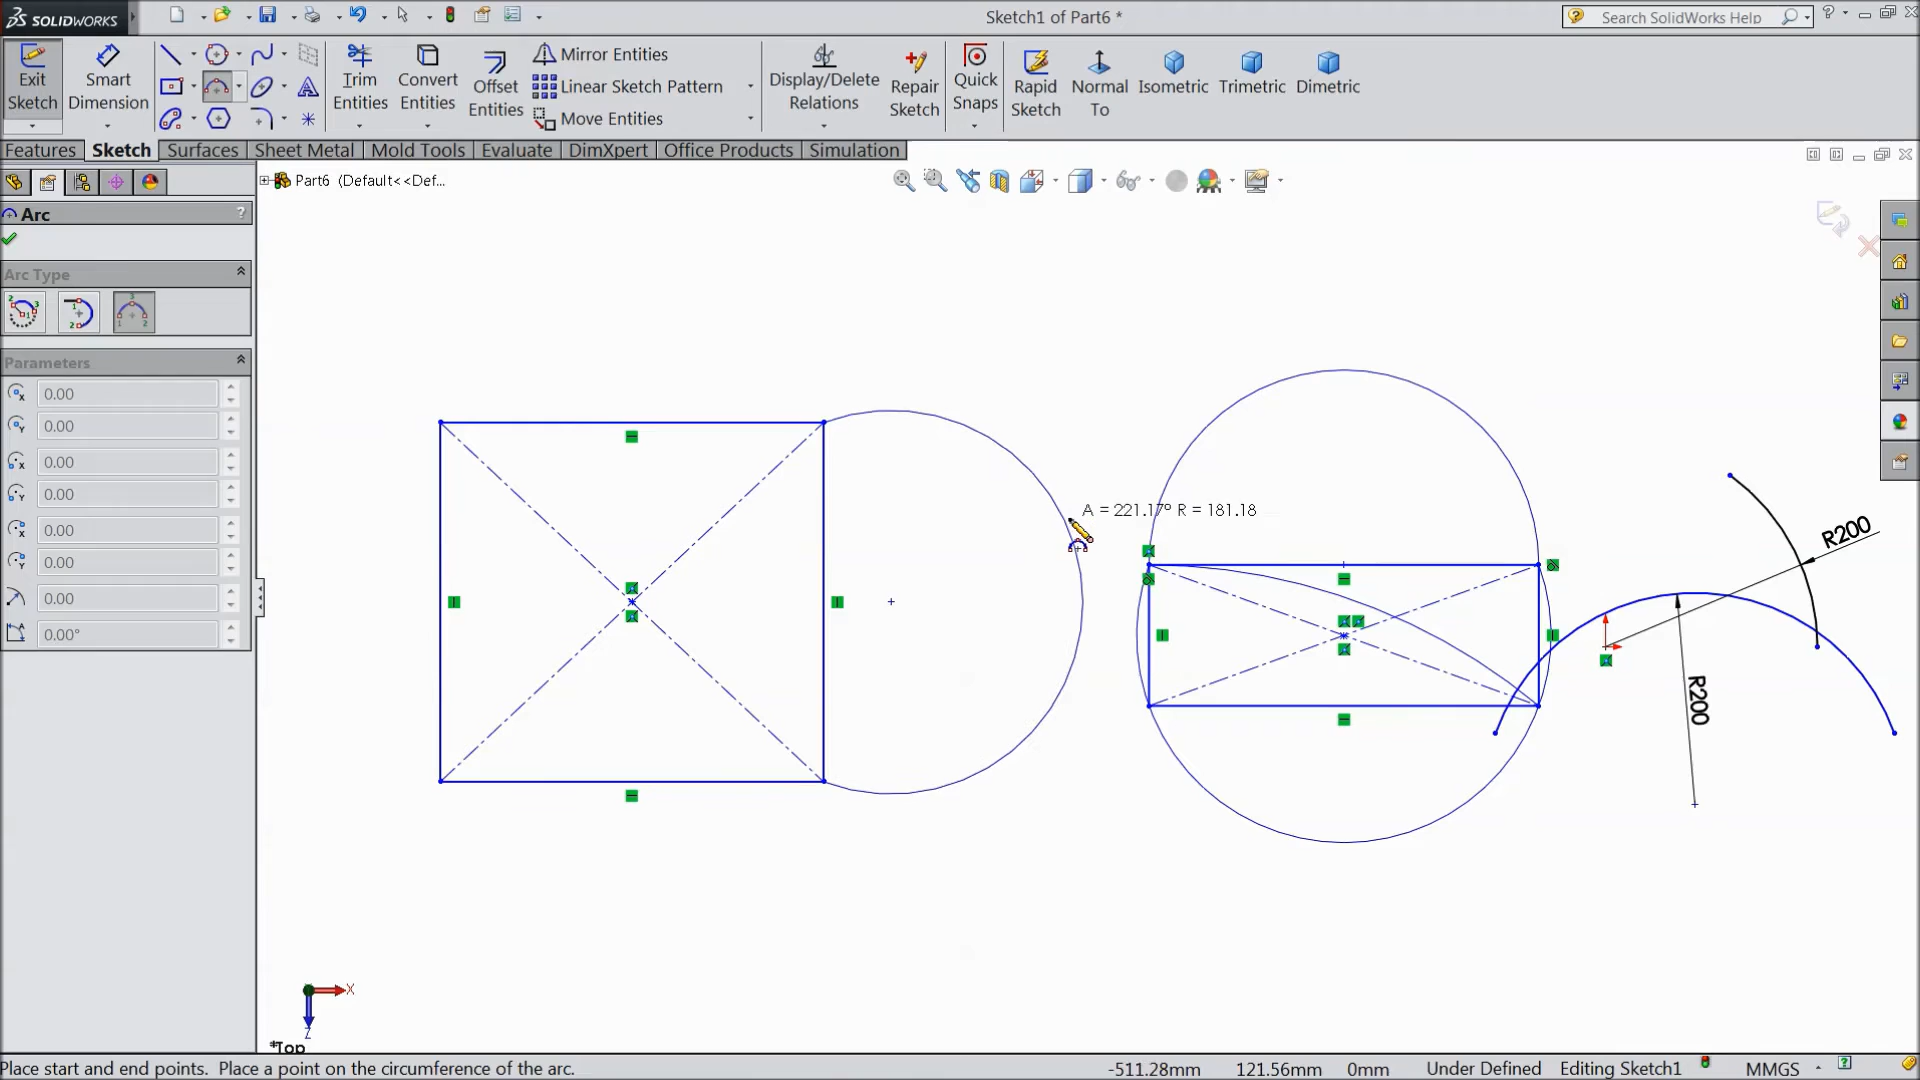 SOLIDWORKS
Sketch1 of Part6 *
Search SolidWorks Help
Exit Sketch
Smart Dimension
Trim Entities
Convert Entities
Offset Entities
Mirror Entities
Linear Sketch Pattern
Move Entities
Display/Delete Relations
Repair Sketch
Quick Snaps
Rapid Sketch
Normal To
Isometric
Trimetric
Dimetric
Features
Sketch
Surfaces
Sheet Metal
Mold Tools
Evaluate
DimXpert
Office Products
Simulation
Part6 (Default<<Def...
Arc
?
Arc Type
Parameters
0.00
0.00
0.00
0.00
0.00
0.00
0.00
0.00°
A = 221.17° R = 181.18
R200
R200
X
Z
*Top
Place start and end points. Place a point on the circumference of the arc.
-511.28mm
121.56mm
0mm
Under Defined
Editing Sketch1
MMGS